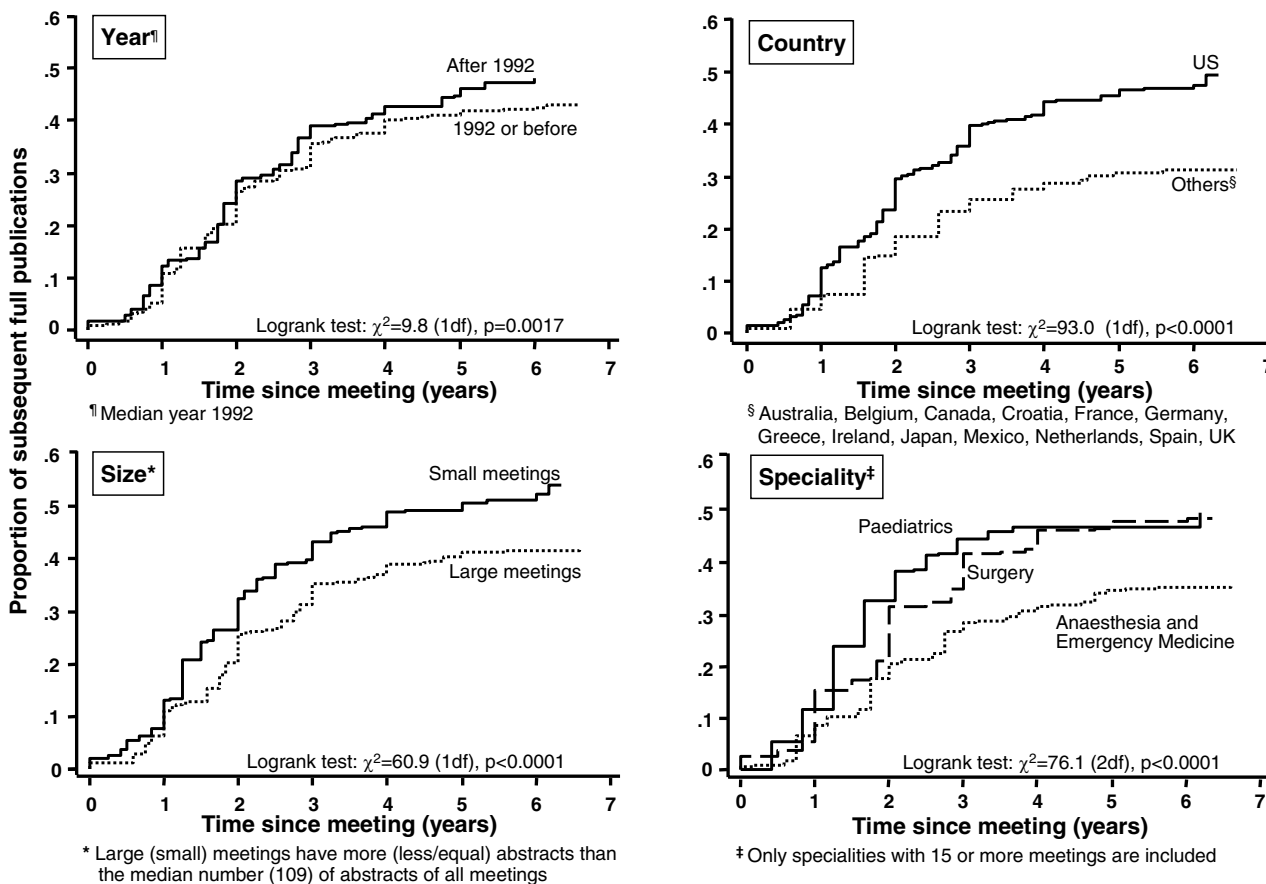 Proportion of subsequent full publications
Year¶
.6
.5
.4
.3
.2
.1
0
After 1992
1992 or before
Logrank test: χ²=9.8 (1df), p=0.0017
0 1 2 3 4 5 6 7
Time since meeting (years)
¶ Median year 1992
Country
.6
.5
.4
.3
.2
.1
0
US
Others§
Logrank test: χ²=93.0 (1df), p<0.0001
0 1 2 3 4 5 6 7
Time since meeting (years)
§ Australia, Belgium, Canada, Croatia, France, Germany,
Greece, Ireland, Japan, Mexico, Netherlands, Spain, UK
Size*
.6
.5
.4
.3
.2
.1
0
Small meetings
Large meetings
Logrank test: χ²=60.9 (1df), p<0.0001
0 1 2 3 4 5 6 7
Time since meeting (years)
* Large (small) meetings have more (less/equal) abstracts than
the median number (109) of abstracts of all meetings
Speciality‡
.6
.5
.4
.3
.2
.1
0
Paediatrics
Surgery
Anaesthesia and
Emergency Medicine
Logrank test: χ²=76.1 (2df), p<0.0001
0 1 2 3 4 5 6 7
Time since meeting (years)
‡ Only specialities with 15 or more meetings are included